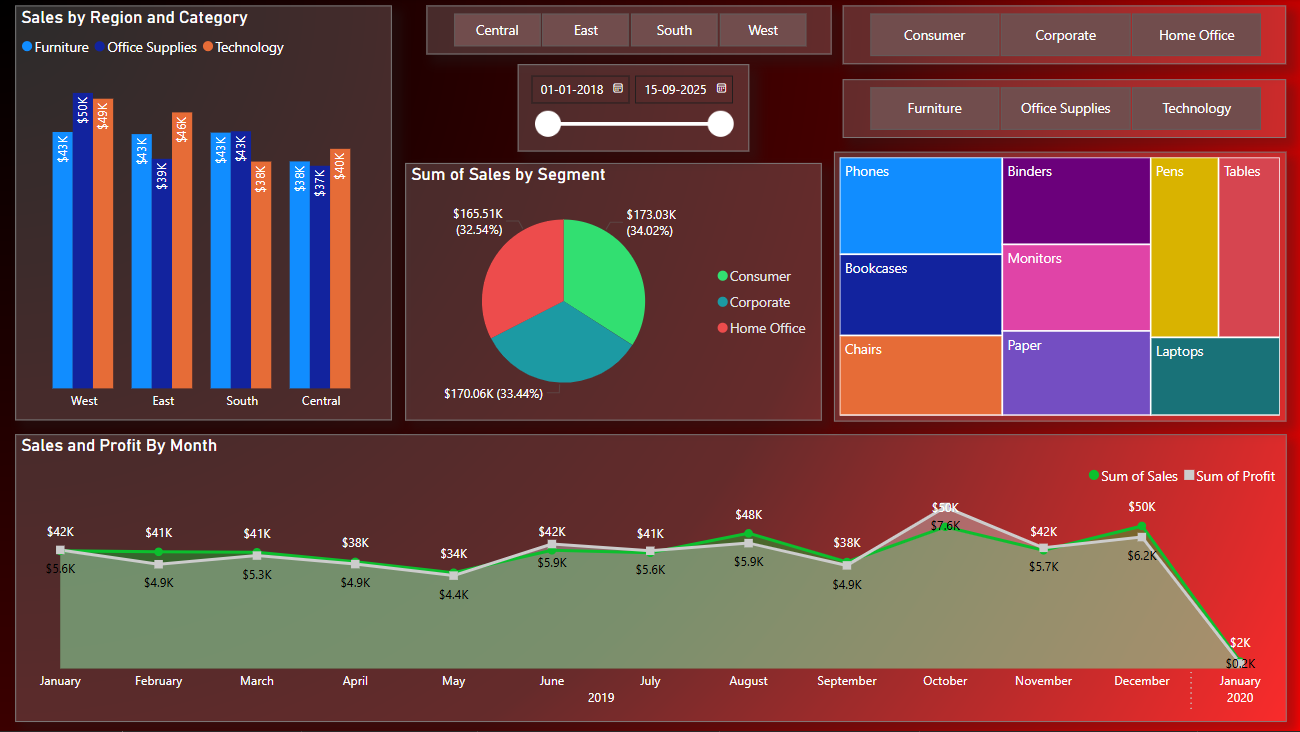 Sales by Region and Category
Furniture Office Supplies Technology
$43K $50K $49K
$43K $39K $46K
$43K $43K $38K
$38K $37K $40K
West East South Central
Central East South West
01-01-2018 15-09-2025
Consumer Corporate Home Office
Furniture Office Supplies Technology
Sum of Sales by Segment
$165.51K
(32.54%)
$173.03K
(34.02%)
$170.06K (33.44%)
Consumer
Corporate
Home Office
Phones
Bookcases
Chairs
Binders
Monitors
Paper
Pens
Tables
Laptops
Sales and Profit By Month
Sum of Sales Sum of Profit
$42K $41K $41K $38K $34K $42K $41K $48K $38K $50K $42K $50K $2K
$5.6K $4.9K $5.3K $4.9K $4.4K $5.9K $5.6K $5.9K $4.9K $7.6K $5.7K $6.2K $0.2K
January February March April May June July August September October November December January
2019 2020